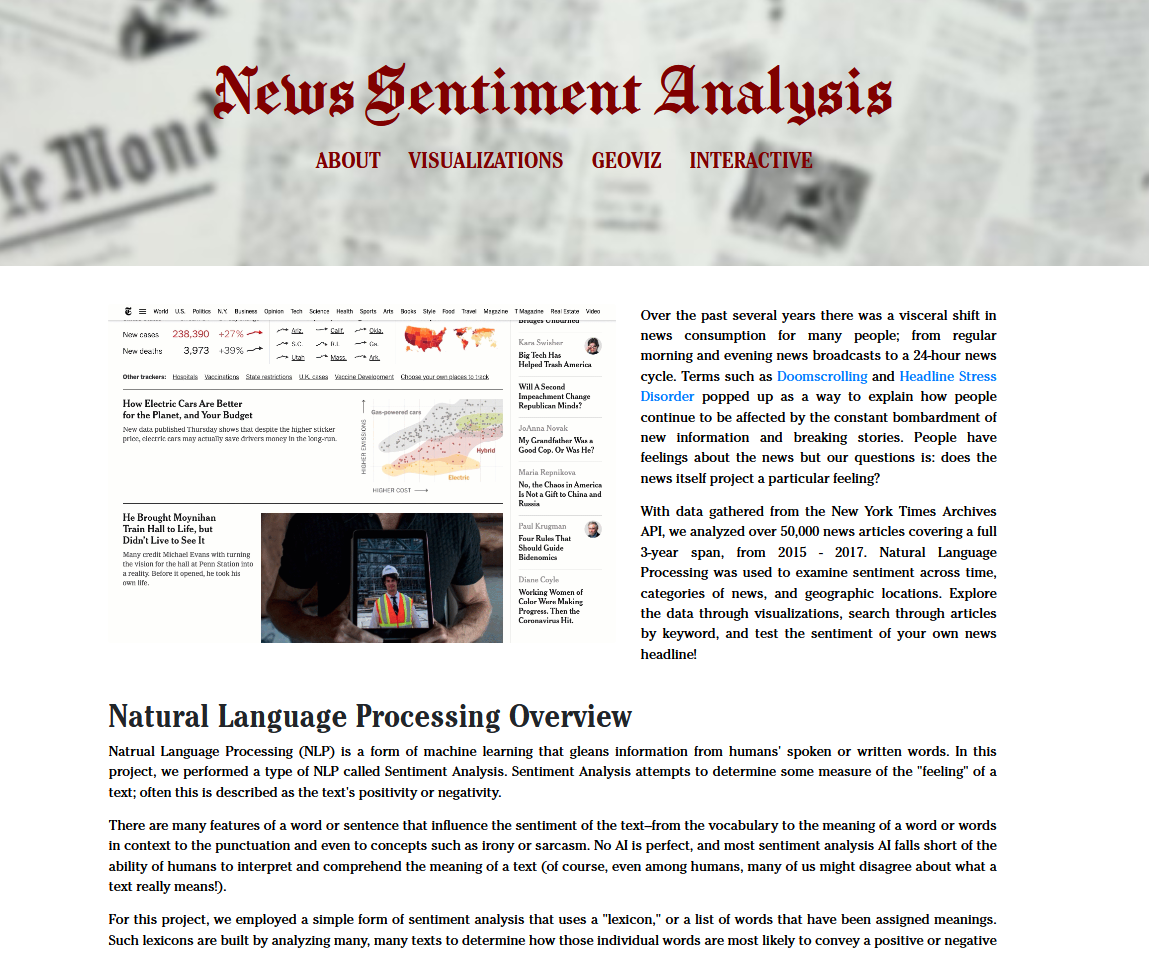 le Mond
News Sentiment Analysis
ABOUT VISUALIZATIONS GEOVIZ INTERACTIVE
World U.S. Politics N.Y. Business Opinion Tech Science Health Sports Arts Books Style Food Travel Magazine T Magazine Real Estate Video
New cases 238,390 +27%
New deaths 3,973 +39%
Ariz. Calif. Okla.
S.C. R.I. Ga.
Utah Mass. Ark.
Other trackers: Hospitals Vaccinations State restrictions U.K. cases Vaccine Development Choose your own places to track
How Electric Cars Are Better
for the Planet, and Your Budget
New data published Thursday shows that despite the higher sticker
price, electric cars may actually save drivers money in the long-run.
HIGHER EMISSIONS
Gas-powered cars
Hybrid
Electric
HIGHER COST
He Brought Moynihan
Train Hall to Life, but
Didn't Live to See It
Many credit Michael Evans with turning
the vision for the hall at Penn Station into
a reality. Before it opened, he took his
own life.
Bridges Unburned
Kara Swisher
Big Tech Has
Helped Trash America
Will A Second
Impeachment Change
Republican Minds?
JoAnna Novak
My Grandfather Was a
Good Cop. Or Was He?
Maria Repnikova
No, the Chaos in America
Is Not a Gift to China and
Russia
Paul Krugman
Four Rules That
Should Guide
Bidenomics
Diane Coyle
Working Women of
Color Were Making
Progress. Then the
Coronavirus Hit.
Over the past several years there was a visceral shift in
news consumption for many people; from regular
morning and evening news broadcasts to a 24-hour news
cycle. Terms such as Doomscrolling and Headline Stress
Disorder popped up as a way to explain how people
continue to be affected by the constant bombardment of
new information and breaking stories. People have
feelings about the news but our questions is: does the
news itself project a particular feeling?
With data gathered from the New York Times Archives
API, we analyzed over 50,000 news articles covering a full
3-year span, from 2015 - 2017. Natural Language
Processing was used to examine sentiment across time,
categories of news, and geographic locations. Explore
the data through visualizations, search through articles
by keyword, and test the sentiment of your own news
headline!
Natural Language Processing Overview
Natrual Language Processing (NLP) is a form of machine learning that gleans information from humans' spoken or written words. In this
project, we performed a type of NLP called Sentiment Analysis. Sentiment Analysis attempts to determine some measure of the "feeling" of a
text; often this is described as the text's positivity or negativity.
There are many features of a word or sentence that influence the sentiment of the text–from the vocabulary to the meaning of a word or words
in context to the punctuation and even to concepts such as irony or sarcasm. No AI is perfect, and most sentiment analysis AI falls short of the
ability of humans to interpret and comprehend the meaning of a text (of course, even among humans, many of us might disagree about what a
text really means!).
For this project, we employed a simple form of sentiment analysis that uses a "lexicon," or a list of words that have been assigned meanings.
Such lexicons are built by analyzing many, many texts to determine how those individual words are most likely to convey a positive or negative